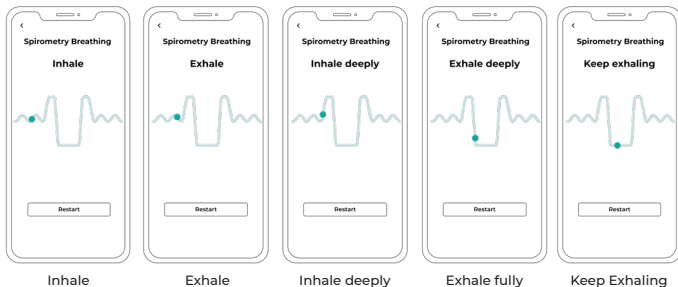 Spirometry Breathing
Inhale
Restart
Inhale
Spirometry Breathing
Exhale
Restart
Exhale
Spirometry Breathing
Inhale deeply
Restart
Inhale deeply
Spirometry Breathing
Exhale deeply
Restart
Exhale fully
Spirometry Breathing
Keep exhaling
Restart
Keep Exhaling